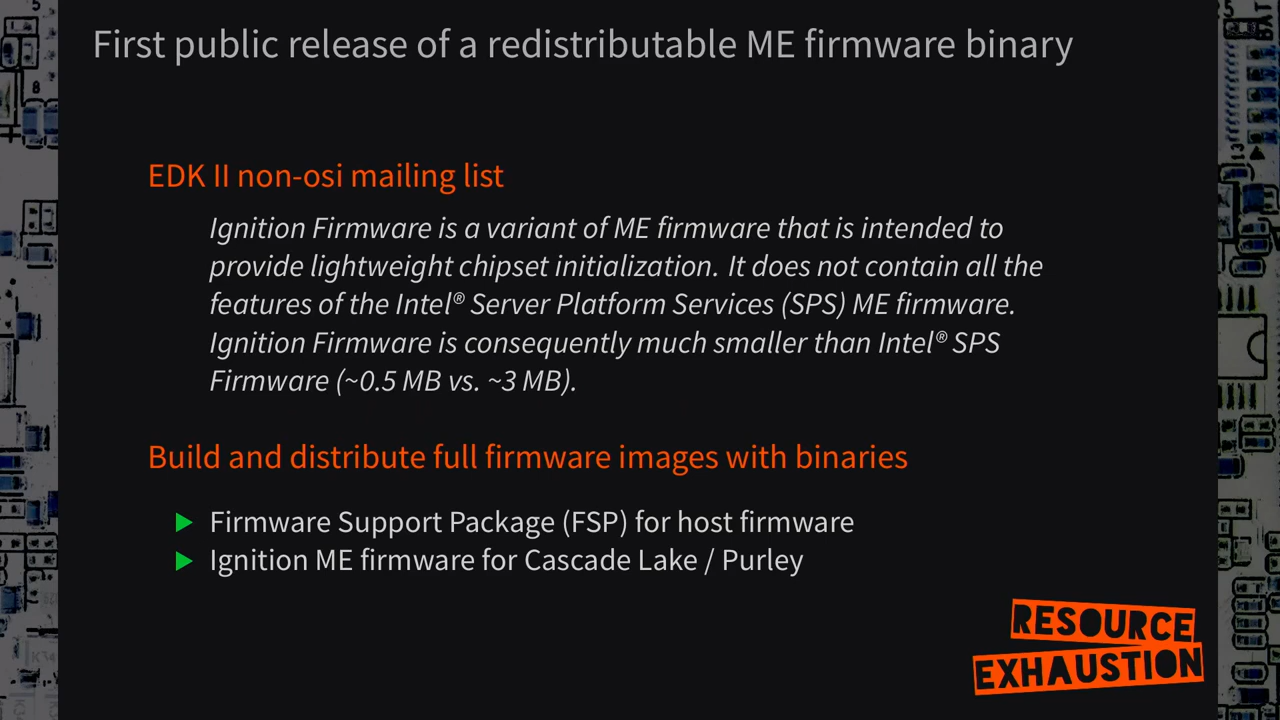 First public release of a redistributable ME firmware binary
EDK II non-osi mailing list
Ignition Firmware is a variant of ME firmware that is intended to
provide lightweight chipset initialization. It does not contain all the
features of the Intel® Server Platform Services (SPS) ME firmware.
Ignition Firmware is consequently much smaller than Intel® SPS
Firmware (~0.5 MB vs. ~3 MB).
Build and distribute full firmware images with binaries
Firmware Support Package (FSP) for host firmware
Ignition ME firmware for Cascade Lake / Purley
RESOURCE
EXHAUSTION